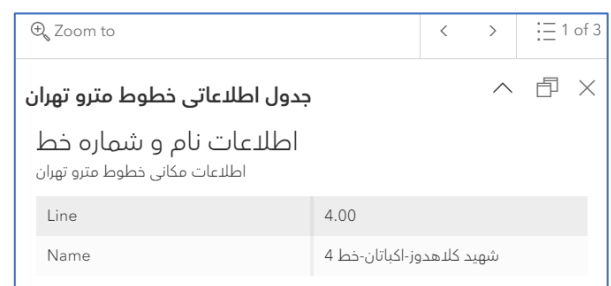 Zoom to < > 1 of 3
جدول اطلاعاتی خطوط مترو تهران
اطلاعات نام و شماره خط
اطلاعات مکانی خطوط مترو تهران
Line 4.00
Name شهید کلاهدوز-اکباتان-خط 4